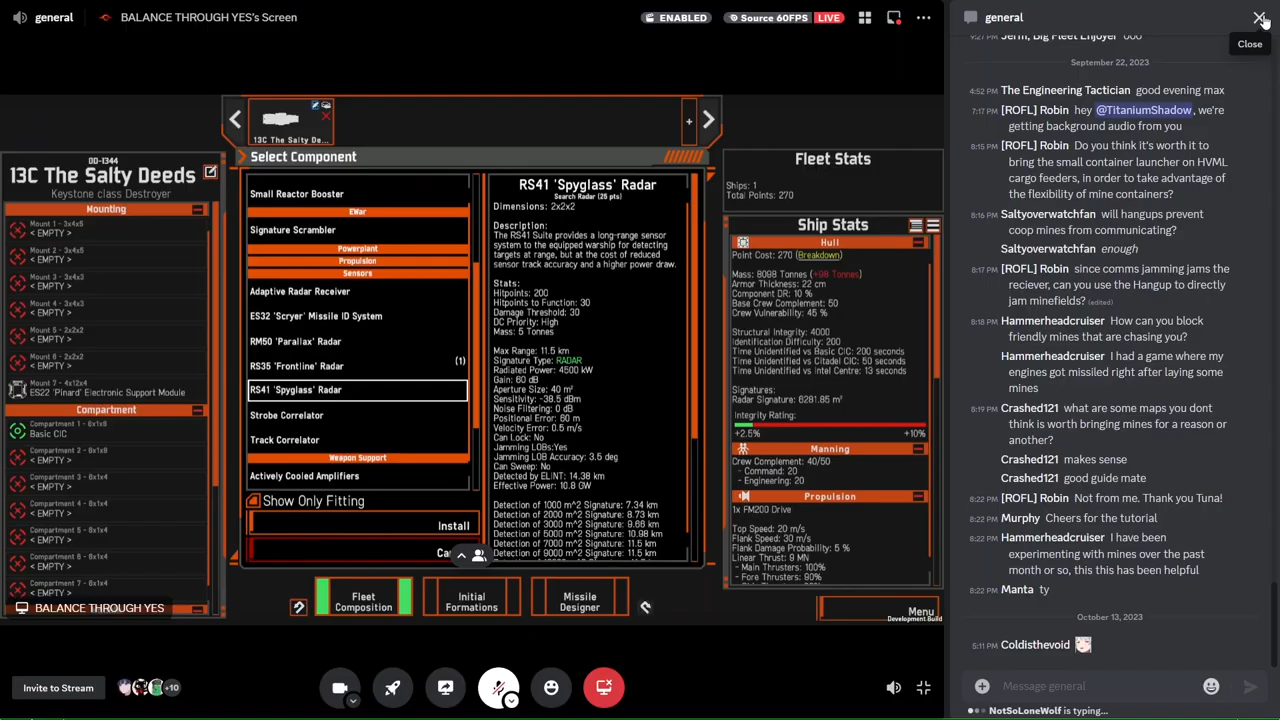 general
BALANCE THROUGH YES's Screen
ENABLED
Source 60FPS
LIVE
general
Close
9:27 PM Jerm, Big Fleet Enjoyer
September 22, 2023
4:52 PM The Engineering Tactician good evening max
7:17 PM [ROFL] Robin hey @TitaniumShadow, we're
getting background audio from you
8:15 PM [ROFL] Robin Do you think it's worth it to
bring the small container launcher on HVML
cargo feeders, in order to take advantage of
the flexibility of mine containers?
8:16 PM Saltyoverwatchfan will hangups prevent
coop mines from communicating?
Saltyoverwatchfan enough
8:17 PM [ROFL] Robin since comms jamming jams the
reciever, can you use the Hangup to directly
jam minefields? (edited)
8:18 PM Hammerheadcruiser How can you block
friendly mines that are chasing you?
Hammerheadcruiser I had a game where my
engines got missiled right after laying some
mines
8:19 PM Crashed121 what are some maps you dont
think is worth bringing mines for a reason or
another?
Crashed121 makes sense
Crashed121 good guide mate
8:22 PM [ROFL] Robin Not from me. Thank you Tuna!
8:22 PM Murphy Cheers for the tutorial
8:22 PM Hammerheadcruiser I have been
experimenting with mines over the past
month or so, this this has been helpful
8:22 PM Manta ty
October 13, 2023
5:11 PM Coldisthevoid
Message general
NotSoLoneWolf is typing...
13C The Salty Dee...
DD-1344
13C The Salty Deeds
Keystone class Destroyer
Mounting
Mount 1 - 3x4x5
< EMPTY >
Mount 2 - 3x4x5
< EMPTY >
Mount 3 - 3x4x3
< EMPTY >
Mount 4 - 3x4x3
< EMPTY >
Mount 5 - 2x2x2
< EMPTY >
Mount 6 - 2x2x2
< EMPTY >
Mount 7 - 4x12x4
ES22 'Pinard' Electronic Support Module
Compartment
Compartment 1 - 6x1x8
Basic CIC
Compartment 2 - 8x1x8
< EMPTY >
Compartment 3 - 6x1x4
< EMPTY >
Compartment 4 - 6x1x4
< EMPTY >
Compartment 5 - 8x1x4
< EMPTY >
Compartment 6 - 6x1x4
< EMPTY >
Compartment 7 - 6x1x4
< EMPTY >
BALANCE THROUGH YES
Select Component
Small Reactor Booster
EWar
Signature Scrambler
Powerplant
Propulsion
Sensors
Adaptive Radar Receiver
ES32 'Scryer' Missile ID System
RM50 'Parallax' Radar
RS35 'Frontline' Radar (1)
RS41 'Spyglass' Radar
Strobe Correlator
Track Correlator
Weapon Support
Actively Cooled Amplifiers
Show Only Fitting
Install
RS41 'Spyglass' Radar
Search Radar (25 pts)
Dimensions: 2x2x2
Description:
The RS41 Suite provides a long-range sensor
system to the equipped warship for detecting
targets at range, but at the cost of reduced
sensor track accuracy and a higher power draw.
Stats:
Hitpoints: 200
Hitpoints to Function: 30
Damage Threshold: 30
DC Priority: High
Mass: 5 Tonnes
Max Range: 11.5 km
Signature Type: RADAR
Radiated Power: 4500 kW
Gain: 60 dB
Aperture Size: 40 m²
Sensitivity: -38.5 dBm
Noise Filtering: 0 dB
Positional Error: 60 m
Velocity Error: 0.5 m/s
Can Lock: No
Jamming LOBs:Yes
Jamming LOB Accuracy: 3.5 deg
Can Sweep: No
Detected by ELINT: 14.38 km
Effective Power: 10.8 GW
Detection of 1000 m^2 Signature: 7.34 km
Detection of 2000 m^2 Signature: 8.73 km
Detection of 3000 m^2 Signature: 9.66 km
Detection of 5000 m^2 Signature: 10.98 km
Detection of 7000 m^2 Signature: 11.5 km
Detection of 9000 m^2 Signature: 11.5 km
Fleet Stats
Ships: 1
Total Points: 270
Ship Stats
Hull
Point Cost: 270 (Breakdown)
Mass: 8098 Tonnes (+98 Tonnes)
Armor Thickness: 22 cm
Component DR: 10 %
Base Crew Complement: 50
Crew Vulnerability: 45 %
Structural Integrity: 4000
Identification Difficulty: 200
Time Unidentified vs Basic CIC: 200 seconds
Time Unidentified vs Citadel CIC: 50 seconds
Time Unidentified vs Intel Centre: 13 seconds
Signatures:
Radar Signature: 6281.85 m²
Integrity Rating:
+2.5% +10%
Manning
Crew Complement: 40/50
- Command: 20
- Engineering: 20
Propulsion
1x FM200 Drive
Top Speed: 20 m/s
Flank Speed: 30 m/s
Flank Damage Probability: 5 %
Linear Thrust: 9 MN
- Main Thrusters: 100%
- Fore Thrusters: 90%
Fleet
Composition
Initial
Formations
Missile
Designer
Menu
Development Build
Invite to Stream
+10